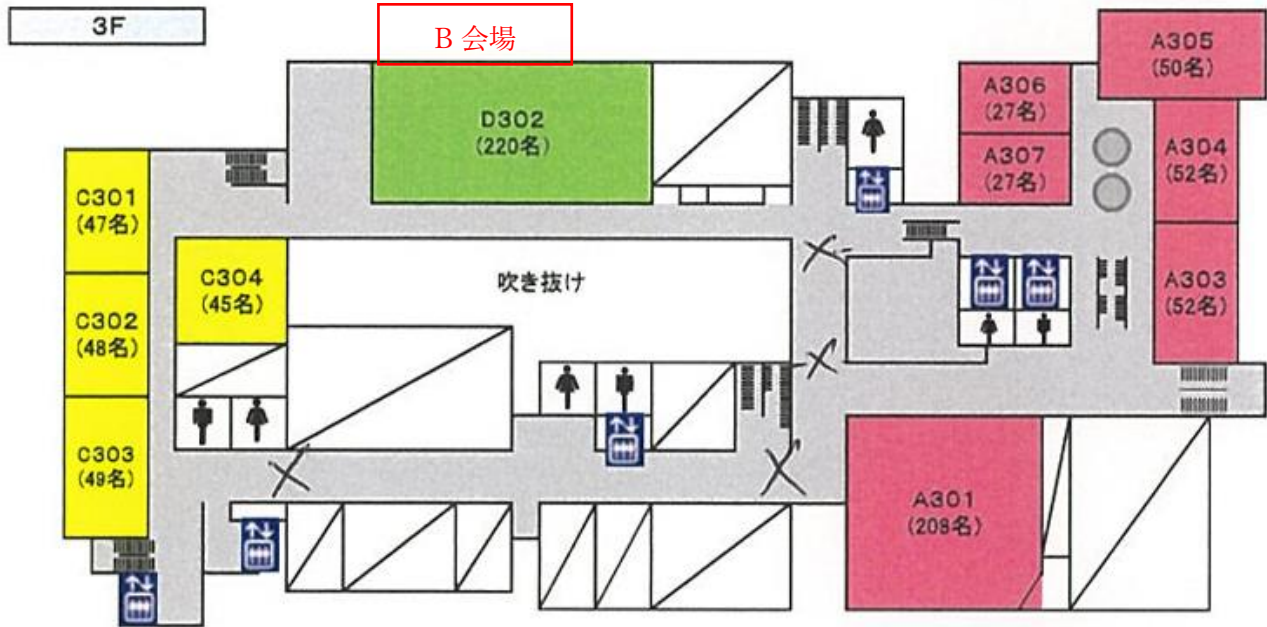 3F
B 会場
D302
(220名)
A305
(50名)
A306
(27名)
A307
(27名)
A304
(52名)
A303
(52名)
C301
(47名)
C302
(48名)
C303
(49名)
C304
(45名)
吹き抜け
A301
(208名)